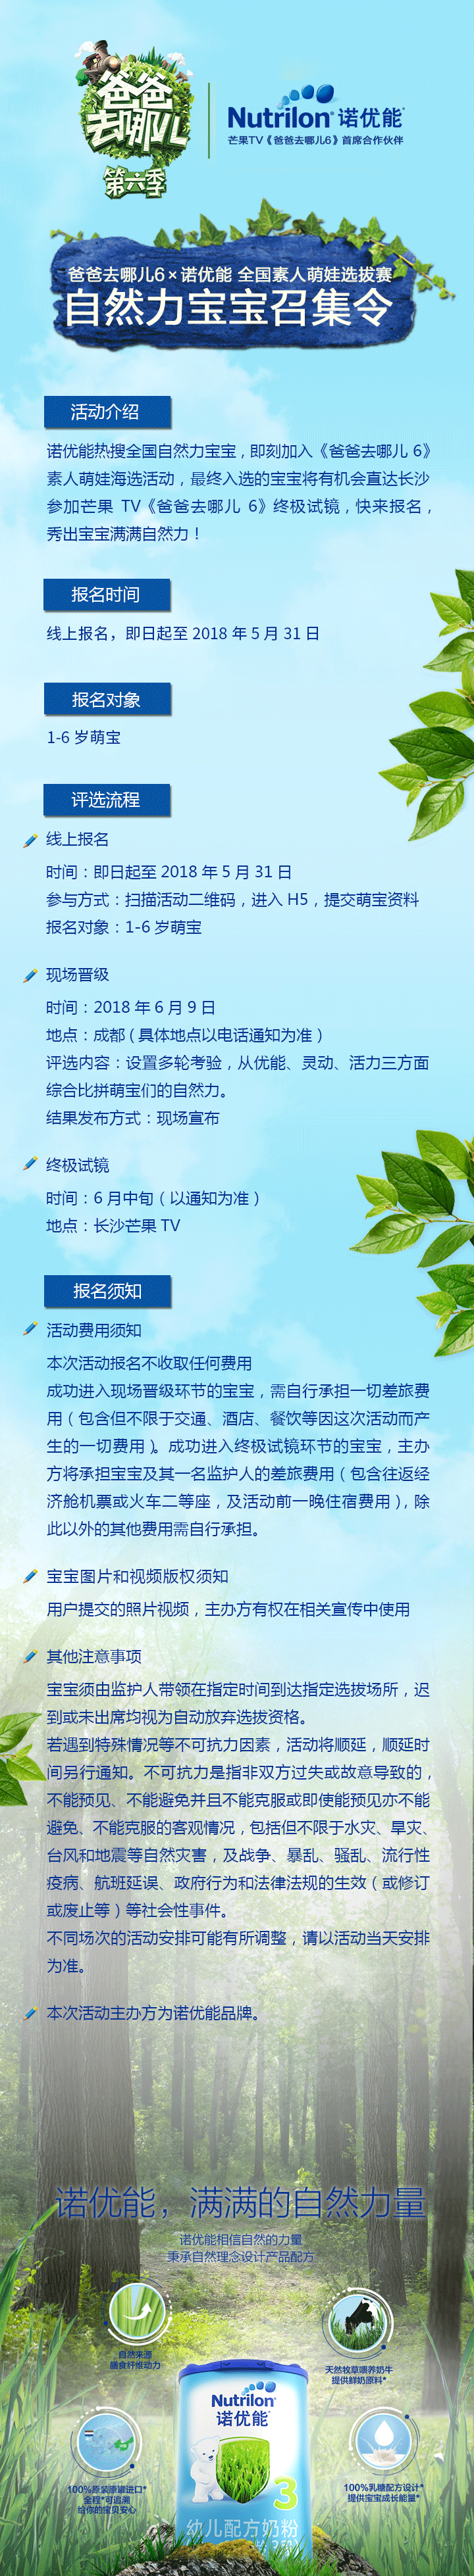 爸爸
去哪儿
第六季
Nutrilon® 诺优能®
芒果TV《爸爸去哪儿6》首席合作伙伴
爸爸去哪儿6×诺优能 全国素人萌娃选拔赛
自然力宝宝召集令
活动介绍
诺优能热搜全国自然力宝宝，即刻加入《爸爸去哪儿 6》
素人萌娃海选活动，最终入选的宝宝将有机会直达长沙
参加芒果 TV《爸爸去哪儿 6》终极试镜，快来报名，
秀出宝宝满满自然力！
报名时间
线上报名，即日起至 2018 年 5 月 31 日
报名对象
1-6 岁萌宝
评选流程
线上报名
时间：即日起至 2018 年 5 月 31 日
参与方式：扫描活动二维码，进入 H5，提交萌宝资料
报名对象：1-6 岁萌宝
现场晋级
时间：2018 年 6 月 9 日
地点：成都（具体地点以电话通知为准）
评选内容：设置多轮考验，从优能、灵动、活力三方面
综合比拼萌宝们的自然力。
结果发布方式：现场宣布
终极试镜
时间：6 月中旬（以通知为准）
地点：长沙芒果 TV
报名须知
活动费用须知
本次活动报名不收取任何费用
成功进入现场晋级环节的宝宝，需自行承担一切差旅费
用（包含但不限于交通、酒店、餐饮等因这次活动而产
生的一切费用）。成功进入终极试镜环节的宝宝，主办
方将承担宝宝及其一名监护人的差旅费用（包含往返经
济舱机票或火车二等座，及活动前一晚住宿费用），除
此以外的其他费用需自行承担。
宝宝图片和视频版权须知
用户提交的照片视频，主办方有权在相关宣传中使用
其他注意事项
宝宝须由监护人带领在指定时间到达指定选拔场所，迟
到或未出席均视为自动放弃选拔资格。
若遇到特殊情况等不可抗力因素，活动将顺延，顺延时
间另行通知。不可抗力是指非双方过失或故意导致的，
不能预见、不能避免并且不能克服或即使能预见亦不能
避免、不能克服的客观情况，包括但不限于水灾、旱灾、
台风和地震等自然灾害，及战争、暴乱、骚乱、流行性
疫病、航班延误、政府行为和法律法规的生效（或修订
或废止等）等社会性事件。
不同场次的活动安排可能有所调整，请以活动当天安排
为准。
本次活动主办方为诺优能品牌。
诺优能，满满的自然力量
诺优能相信自然的力量
秉承自然理念设计产品配方
自然来源
膳食纤维动力
天然牧草喂养奶牛
提供鲜奶原料*
Nutrilon®
诺优能®
3
幼儿配方奶粉
100%原装原罐进口*
全程*可追溯
给你的宝贝安心
100%乳糖配方设计*
提供宝宝成长能量*